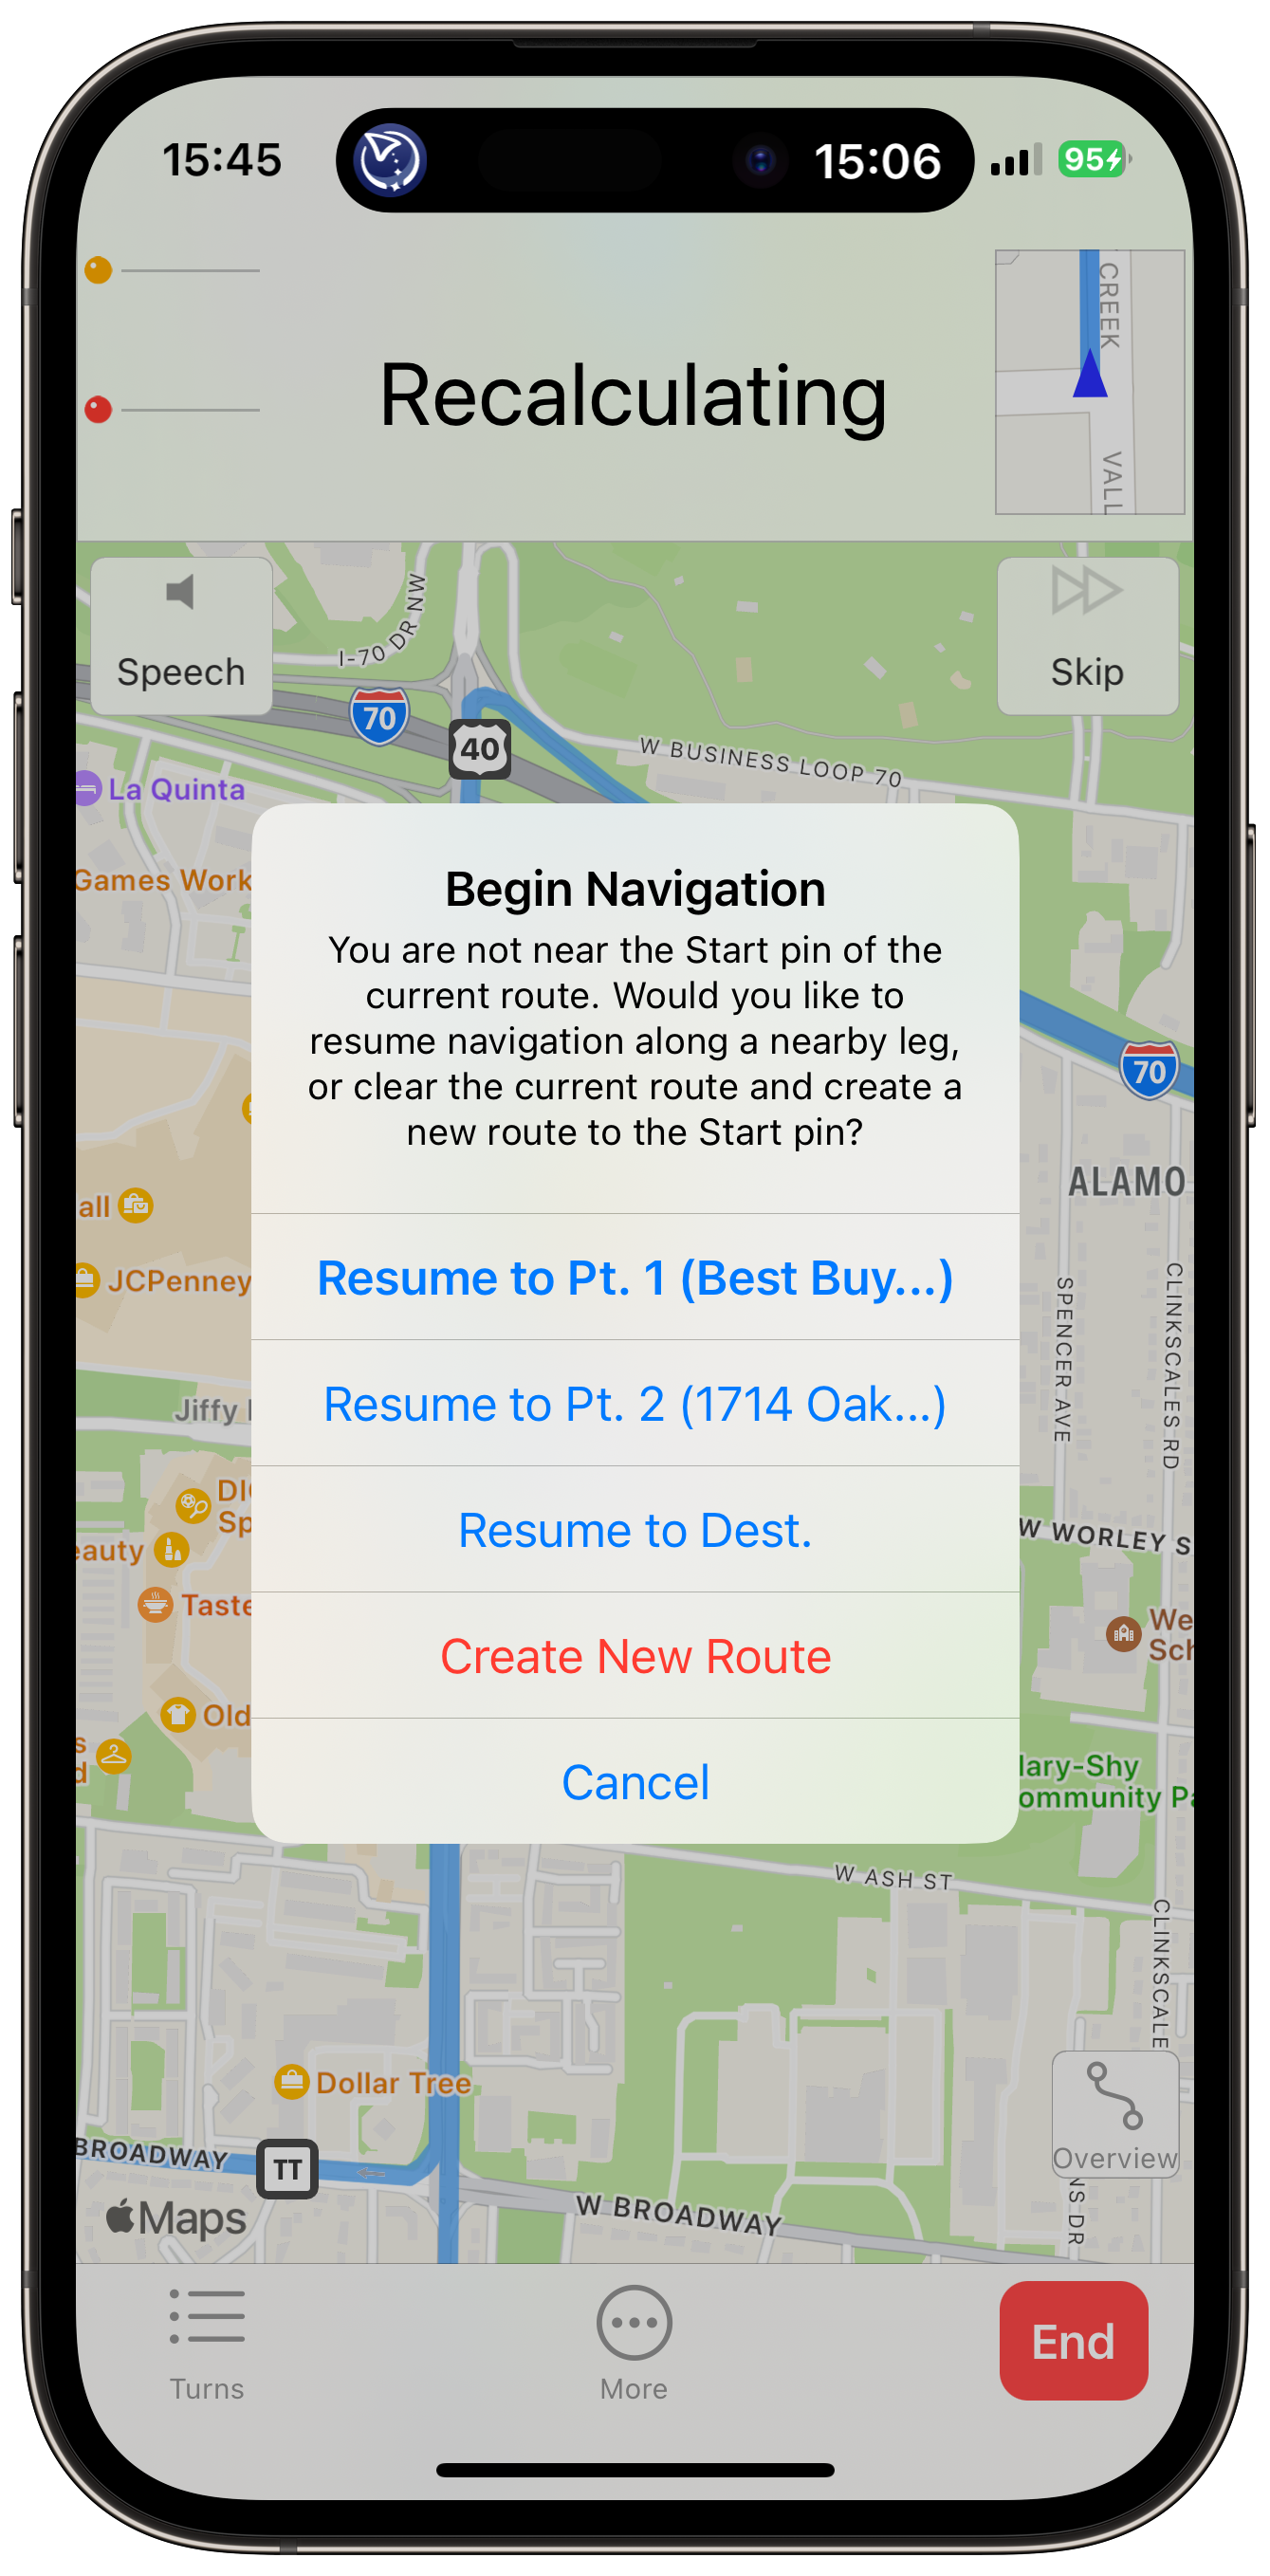 15:45
15:06
95
Recalculating
CREEK
VALL
Speech
Skip
I-70 DR NW
70
40
W BUSINESS LOOP 70
La Quinta
Games Work
Begin Navigation
You are not near the Start pin of the
current route. Would you like to
resume navigation along a nearby leg,
or clear the current route and create a
new route to the Start pin?
70
ALAMO
all
JCPenney
Resume to Pt. 1 (Best Buy...)
SPENCER AVE
CLINKSCALES RD
Jiffy
Resume to Pt. 2 (1714 Oak...)
DI
Sp
eauty
Resume to Dest.
W WORLEY S
Taste
Create New Route
We
Sch
Old
s
d
Cancel
lary-Shy
ommunity Pa
W ASH ST
CLINKSCALE
Dollar Tree
BROADWAY
TT
Overview
W BROADWAY
NS DR
Maps
Turns
More
End